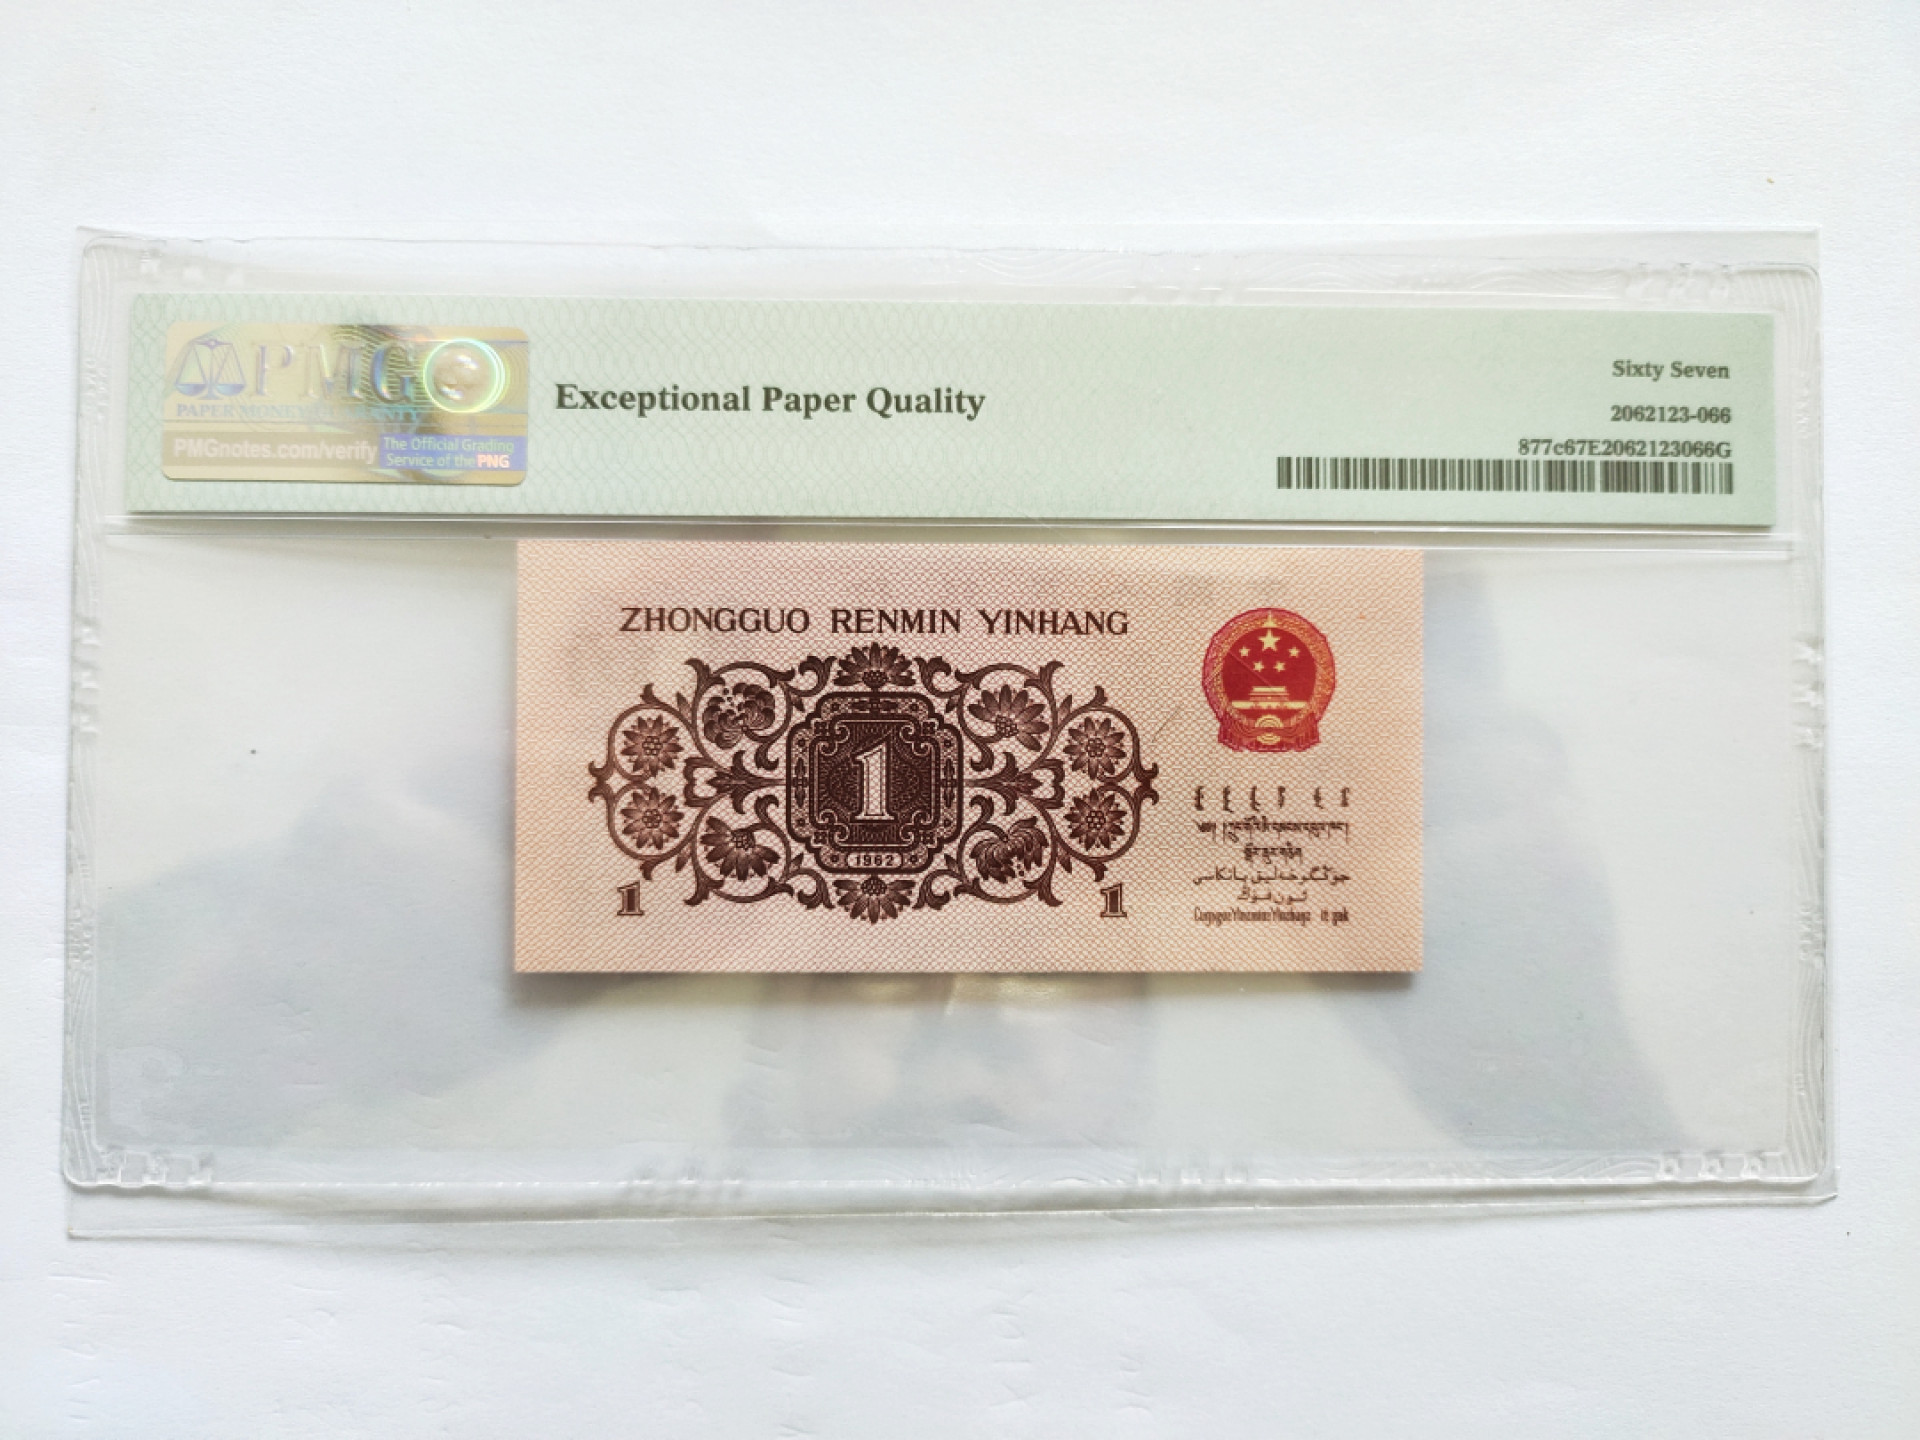 PMG
PAPER MONEY GUARANTY
PMGnotes.com/verify
The Official Grading
Service of the PNG
Exceptional Paper Quality
Sixty Seven
2062123-066
877c67E2062123066G
ZHONGGUO RENMIN YINHANG
1
1962
1 1